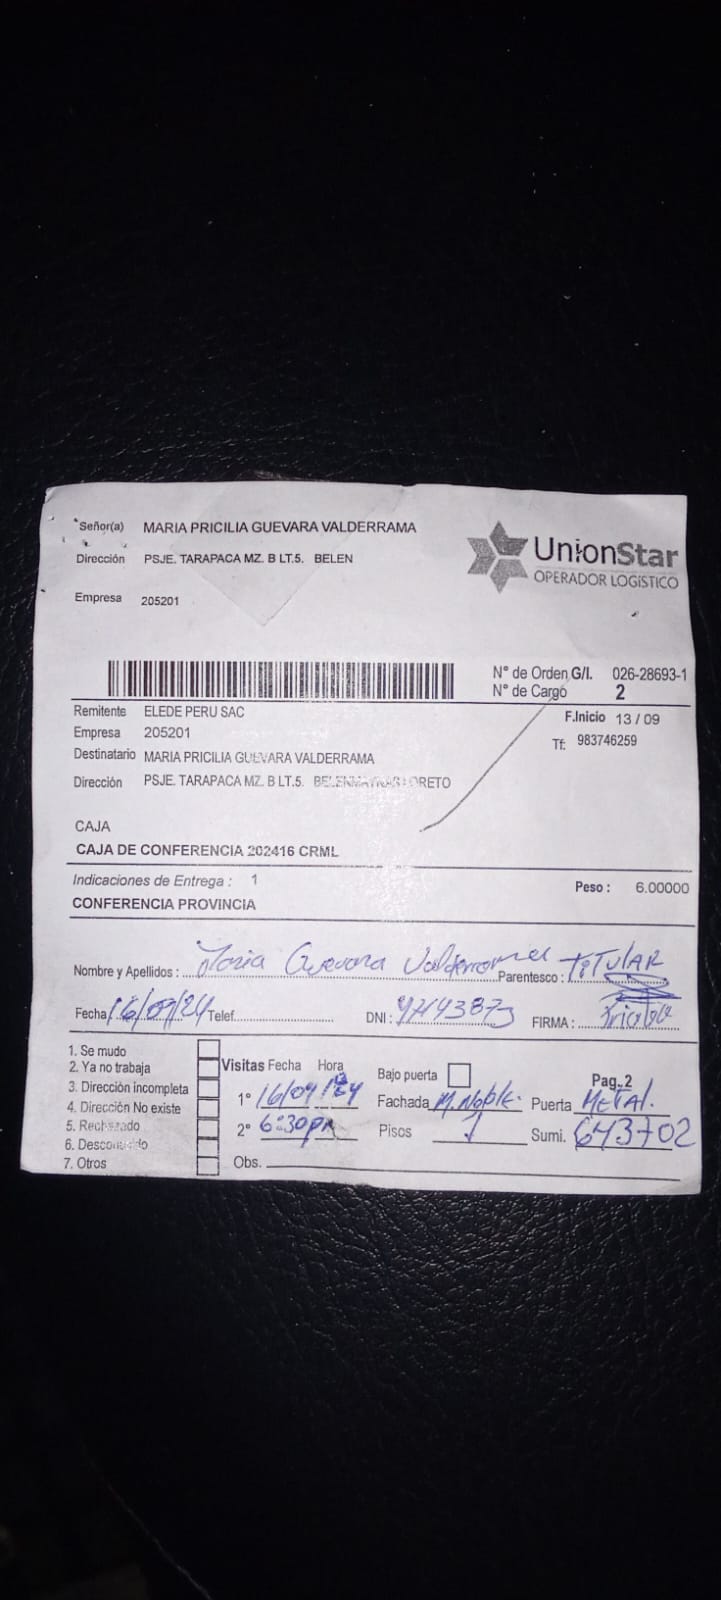 Señor(a) MARIA PRICILIA GUEVARA VALDERRAMA
Dirección PSJE. TARAPACA MZ. B LT.5. BELEN
Empresa 205201
UnionStar
OPERADOR LOGÍSTICO
N° de Orden G/I. 026-28693-1
N° de Cargo 2
Remitente ELEDE PERU SAC
F.Inicio 13 / 09
Empresa 205201
Tf: 983746259
Destinatario MARIA PRICILIA GUEVARA VALDERRAMA
Dirección PSJE. TARAPACA MZ. B LT.5.
CAJA
CAJA DE CONFERENCIA 202416 CRML
Indicaciones de Entrega : 1
Peso : 6.00000
CONFERENCIA PROVINCIA
Nombre y Apellidos : Maria Guevara Valderrama Parentesco : TITULAR
Fecha 16/09/24 Telef. DNI : FIRMA :
1. Se mudo
2. Ya no trabaja
3. Dirección incompleta
4. Dirección No existe
5. Rechazado
6. Desconocido
7. Otros
Visitas Fecha Hora
1° 16/09/24
2° 6:30pm
Obs.
Bajo puerta
Pag. 2
Fachada M. Noble. Puerta METAL.
Pisos 1 Sumi. 643702